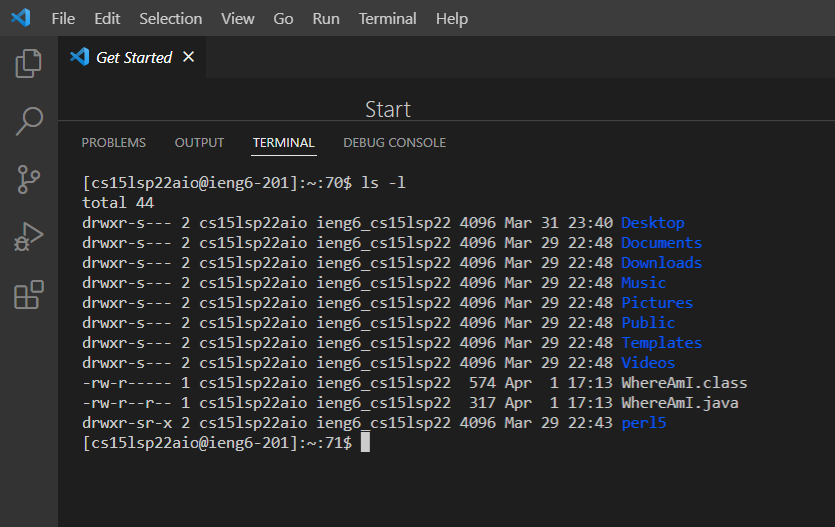 File Edit Selection View Go Run Terminal Help
Get Started
Start
PROBLEMS OUTPUT TERMINAL DEBUG CONSOLE
[cs15lsp22aio@ieng6-201]:~:70$ ls -l
total 44
drwxr-s--- 2 cs15lsp22aio ieng6_cs15lsp22 4096 Mar 31 23:40 Desktop
drwxr-s--- 2 cs15lsp22aio ieng6_cs15lsp22 4096 Mar 29 22:48 Documents
drwxr-s--- 2 cs15lsp22aio ieng6_cs15lsp22 4096 Mar 29 22:48 Downloads
drwxr-s--- 2 cs15lsp22aio ieng6_cs15lsp22 4096 Mar 29 22:48 Music
drwxr-s--- 2 cs15lsp22aio ieng6_cs15lsp22 4096 Mar 29 22:48 Pictures
drwxr-s--- 2 cs15lsp22aio ieng6_cs15lsp22 4096 Mar 29 22:48 Public
drwxr-s--- 2 cs15lsp22aio ieng6_cs15lsp22 4096 Mar 29 22:48 Templates
drwxr-s--- 2 cs15lsp22aio ieng6_cs15lsp22 4096 Mar 29 22:48 Videos
-rw-r----- 1 cs15lsp22aio ieng6_cs15lsp22  574 Apr  1 17:13 WhereAmI.class
-rw-r--r-- 1 cs15lsp22aio ieng6_cs15lsp22  317 Apr  1 17:13 WhereAmI.java
drwxr-sr-x 2 cs15lsp22aio ieng6_cs15lsp22 4096 Mar 29 22:43 perl5
[cs15lsp22aio@ieng6-201]:~:71$